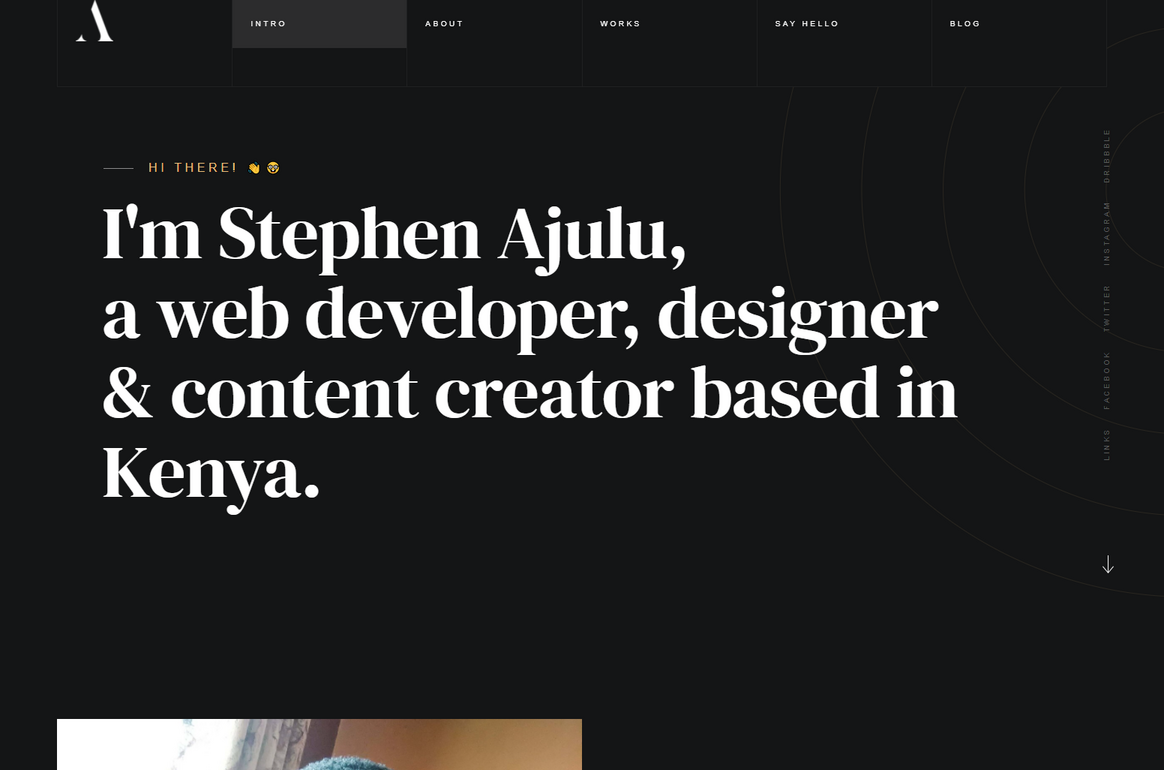 A
INTRO
ABOUT
WORKS
SAY HELLO
BLOG
HI THERE! 👋 🤓
I'm Stephen Ajulu,
a web developer, designer
& content creator based in
Kenya.
LINKS
FACEBOOK
TWITTER
INSTAGRAM
DRIBBBLE